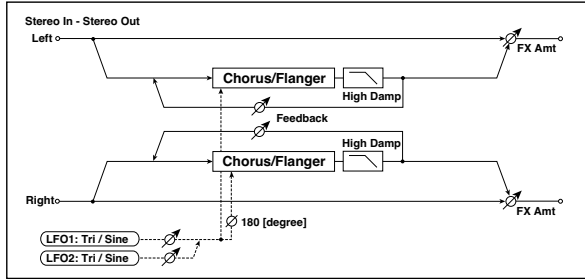 Stereo In - Stereo Out
Left
FX Amt
Chorus/Flanger
High Damp
Feedback
High Damp
Chorus/Flanger
Right
FX Amt
180 [degree]
LFO1: Tri / Sine
LFO2: Tri / Sine